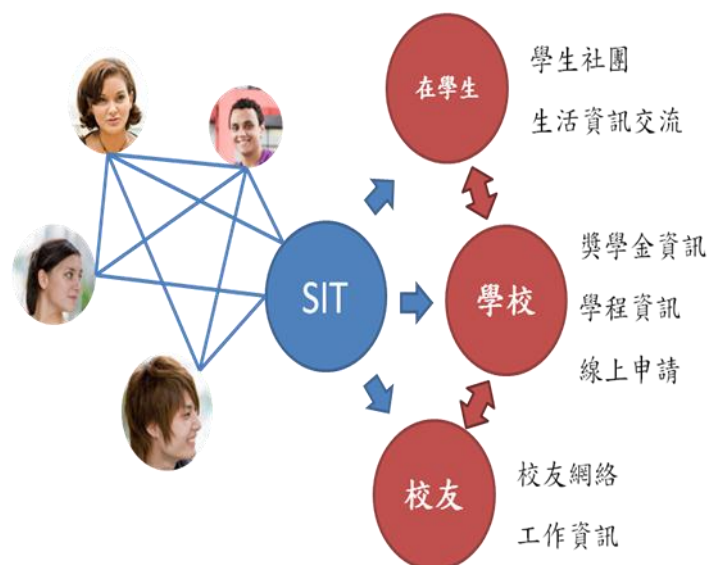 在學生
學生社團
生活資訊交流
SIT
學校
獎學金資訊
學程資訊
線上申請
校友
校友網絡
工作資訊